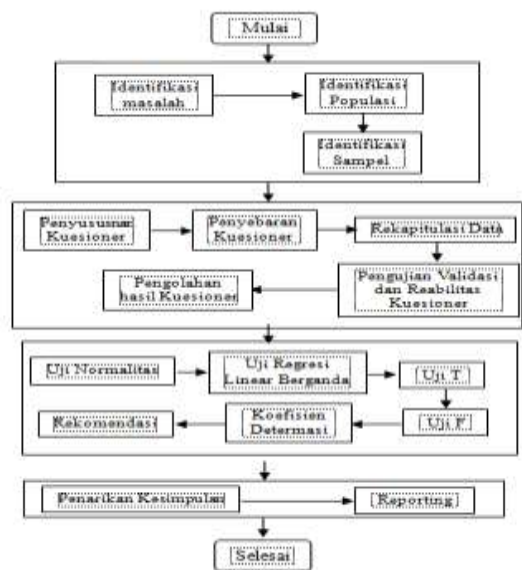 Mulai
Identifikasi
masalah
Identifikasi
Populasi
Identifikasi
Sampel
Penyususnan
Kuesioner
Penyebaran
Kuesioner
Rekapitulasi Data
Pengujian Validasi
dan Reabilitas
Kuesioner
Pengolahan
hasil Kuesioner
Uji Normalitas
Uji Regresi
Linear Berganda
Uji T
Uji F
Koefisien
Determasi
Rekomendasi
Penarikan Kesimpulan
Reporting
Selesai